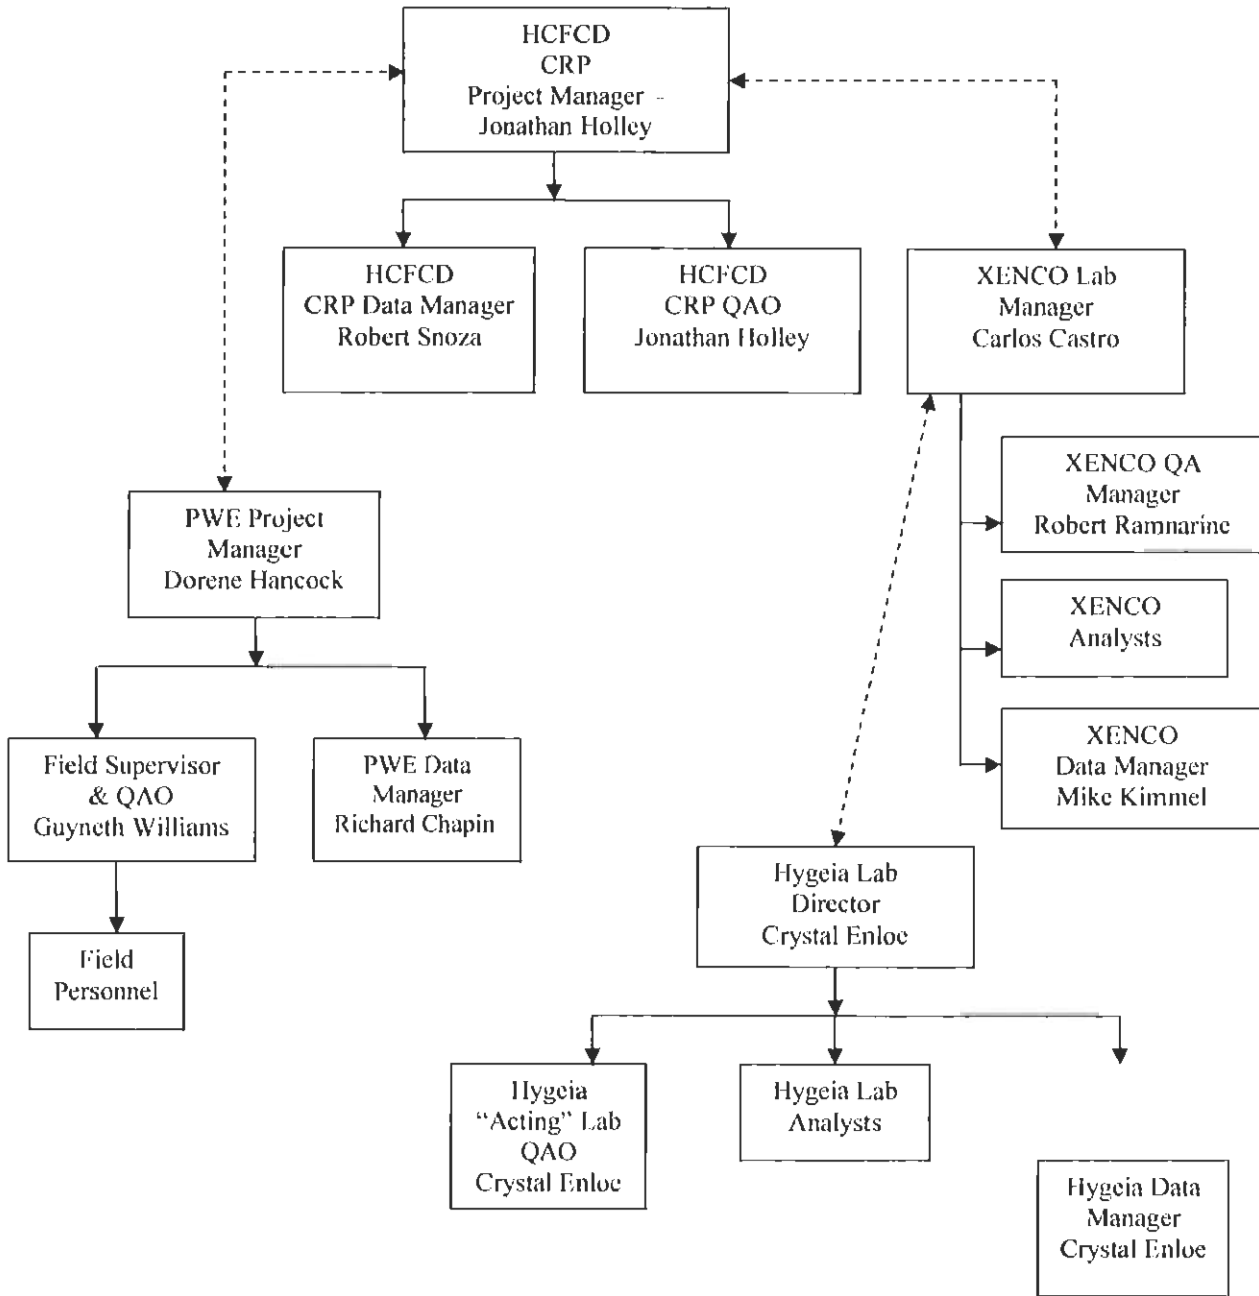 HCFCD
CRP
Project Manager -
Jonathan Holley
HCFCD
CRP Data Manager
Robert Snoza
HCFCD
CRP QAO
Jonathan Holley
XENCO Lab
Manager
Carlos Castro
XENCO QA
Manager
Robert Ramnarine
PWE Project
Manager
Dorene Hancock
XENCO
Analysts
XENCO
Data Manager
Mike Kimmel
Field Supervisor
& QAO
Guyneth Williams
PWE Data
Manager
Richard Chapin
Hygeia Lab
Director
Crystal Enloe
Field
Personnel
Hygeia
“Acting” Lab
QAO
Crystal Enloe
Hygeia Lab
Analysts
Hygeia Data
Manager
Crystal Enloe